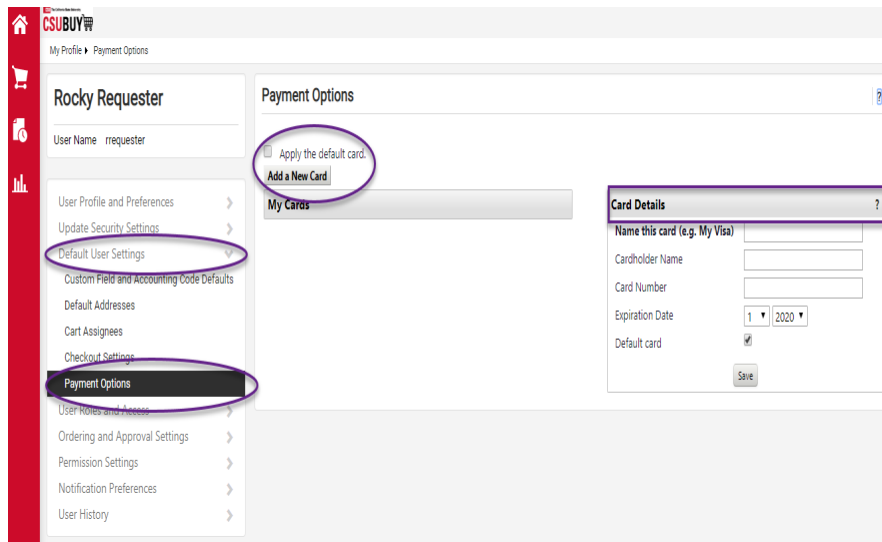 The California State University
CSUBUY
My Profile ▸ Payment Options
Rocky Requester
User Name rrequester
User Profile and Preferences
Update Security Settings
Default User Settings
Custom Field and Accounting Code Defaults
Default Addresses
Cart Assignees
Checkout Settings
Payment Options
User Roles and Access
Ordering and Approval Settings
Permission Settings
Notification Preferences
User History
Payment Options
?
Apply the default card.
Add a New Card
My Cards
Card Details ?
Name this card (e.g. My Visa)
Cardholder Name
Card Number
Expiration Date 1 2020
Default card
Save